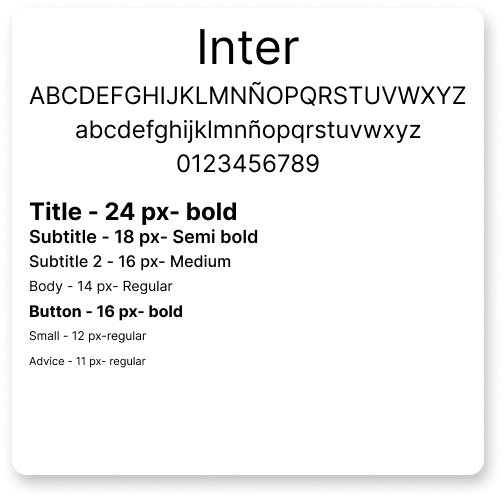 Inter
ABCDEFGHIJKLMNÑOPQRSTUVWXYZ
abcdefghijklmnñopqrstuvwxyz
0123456789
Title - 24 px- bold
Subtitle - 18 px- Semi bold
Subtitle 2 - 16 px- Medium
Body - 14 px- Regular
Button - 16 px- bold
Small - 12 px-regular
Advice - 11 px- regular